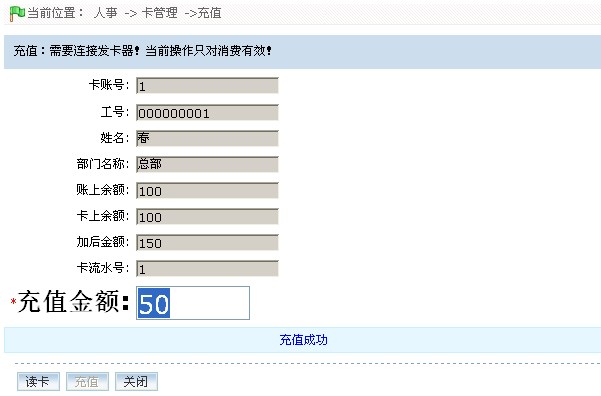 当前位置： 人事 -> 卡管理 ->充值
充值：需要连接发卡器！当前操作只对消费有效！
卡账号: 1
工号: 000000001
姓名: 春
部门名称: 总部
账上余额: 100
卡上余额: 100
加后金额: 150
卡流水号: 1
*充值金额: 50
充值成功
读卡 充值 关闭